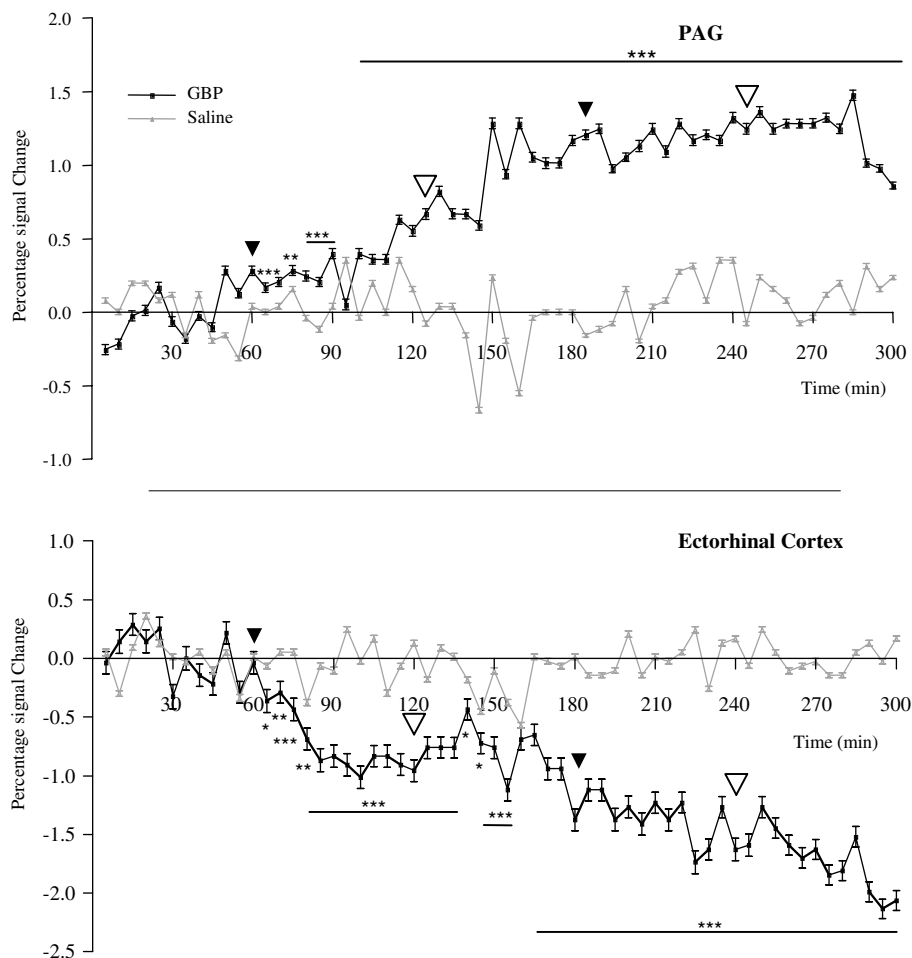 2.0
PAG
***
GBP
Saline
1.5
1.0
0.5
0.0
-0.5
-1.0
Percentage signal Change
*** ** ***
30 60 90 120 150 180 210 240 270 300
Time (min)
1.0
Ectorhinal Cortex
0.5
0.0
-0.5
-1.0
-1.5
-2.0
-2.5
Percentage signal Change
30 60 90 120 150 180 210 240 270 300
Time (min)
* ** *** ** *** * * ***
***